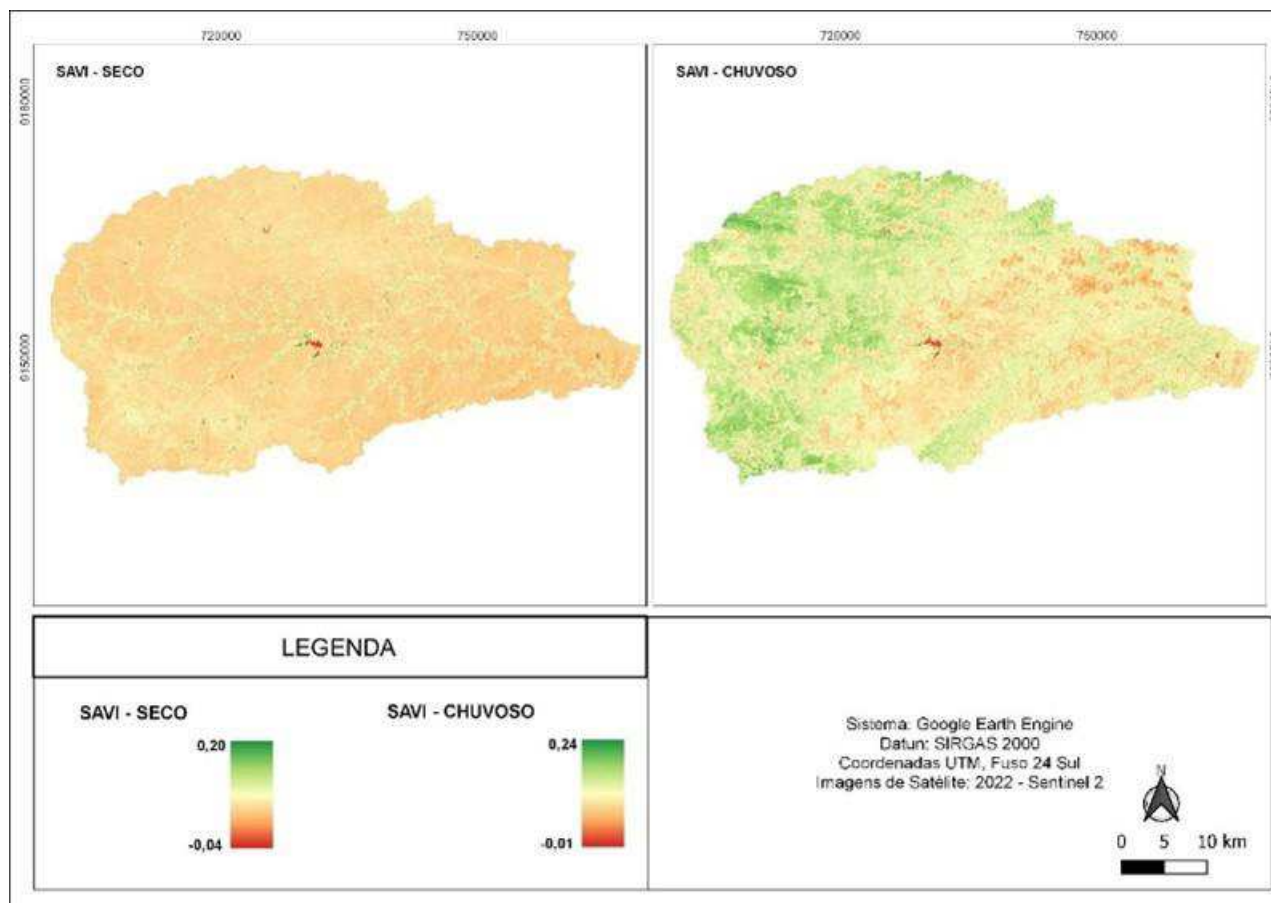 720000
750000
720000
750000
SAVI - SECO
SAVI - CHUVOSO
LEGENDA
SAVI - SECO
SAVI - CHUVOSO
0,20
0,24
-0,04
-0,01
Sistema: Google Earth Engine
Datun: SIRGAS 2000
Coordenadas UTM, Fuso 24 Sul
Imagens de Satélite: 2022 - Sentinel 2
N
0 5 10 km